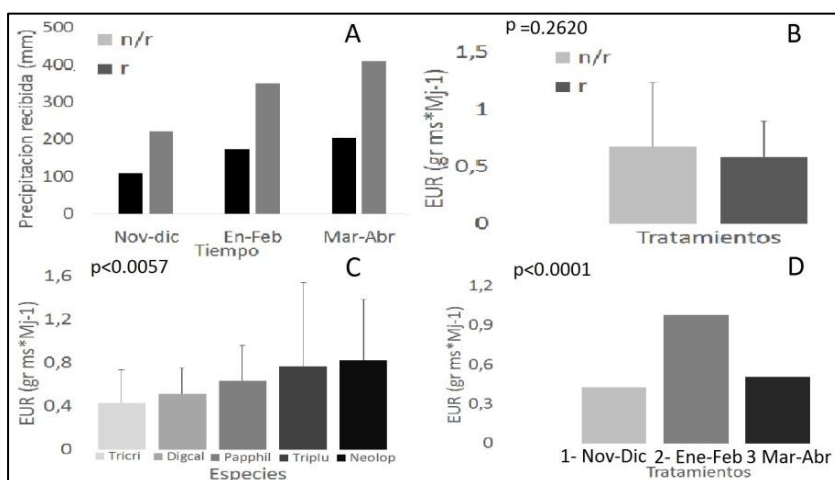 A
500
400
300
200
100
0
Precipitacion recibida (mm)
n/r
r
Nov-dic En-Feb Mar-Abr
Tiempo
p =0.2620
B
1,5
1
0,5
0
EUR (gr ms*Mj-1)
n/r
r
Tratamientos
p<0.0057
C
1,6
1,2
0,8
0,4
0
EUR (gr ms*Mj-1)
Tricri Digcal Papphil Triplu Neolop
Especies
p<0.0001
D
1,2
0,9
0,6
0,3
0
EUR (gr ms*Mj-1)
1- Nov-Dic 2- Ene-Feb 3 Mar-Abr
Tratamientos